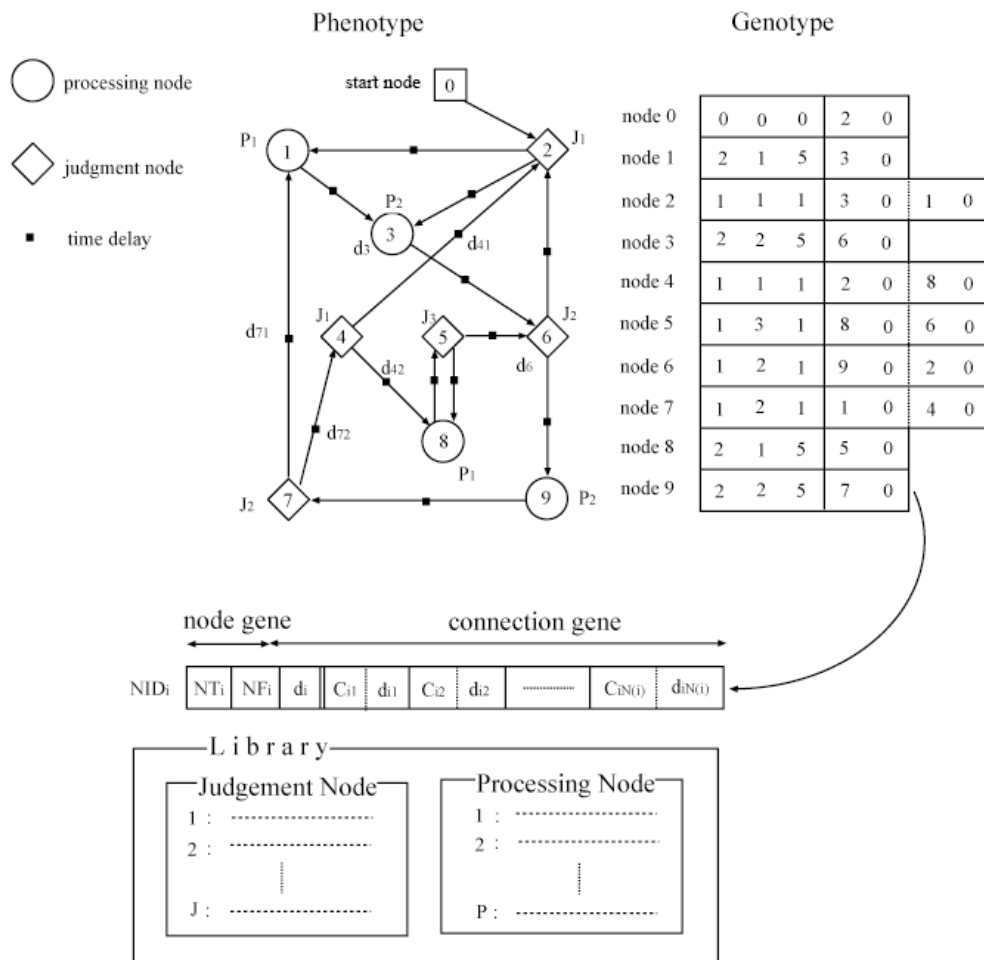 Phenotype
Genotype
processing node
judgment node
time delay
start node
0
P1
1
2
J1
P2
3
d3
d41
J1
4
J3
5
J2
6
d6
d71
d42
8
P1
d72
J2
7
9
P2
node 0 0 0 0 2 0
node 1 2 1 5 3 0
node 2 1 1 1 3 0 1 0
node 3 2 2 5 6 0
node 4 1 1 1 2 0 8 0
node 5 1 3 1 8 0 6 0
node 6 1 2 1 9 0 2 0
node 7 1 2 1 1 0 4 0
node 8 2 1 5 5 0
node 9 2 2 5 7 0
node gene
connection gene
NIDi NTi NFi di Ci1 di1 Ci2 di2 CiN(i) diN(i)
Library
Judgement Node
1 :
2 :
J :
Processing Node
1 :
2 :
P :